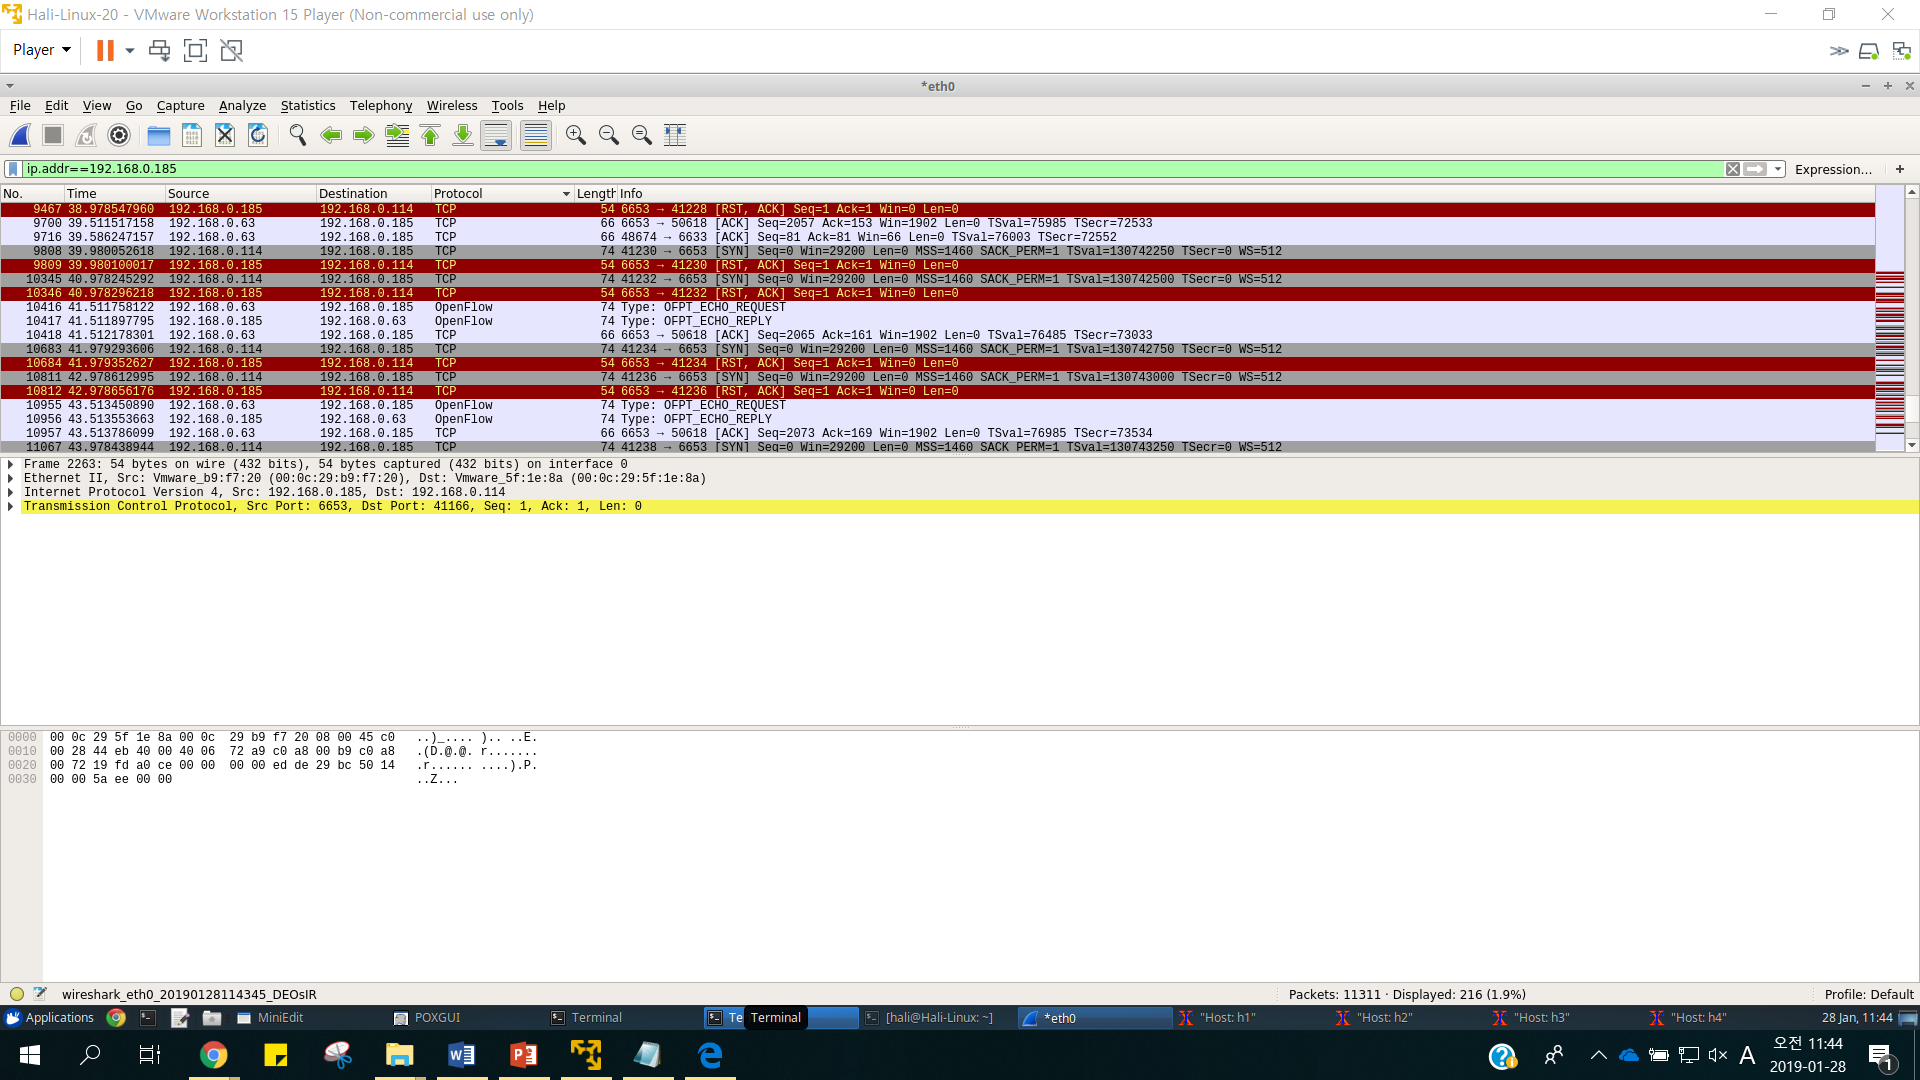 Hali-Linux-20 - VMware Workstation 15 Player (Non-commercial use only)
Player
*eth0
File Edit View Go Capture Analyze Statistics Telephony Wireless Tools Help
ip.addr==192.168.0.185 Expression… +
No. Time Source Destination Protocol Length Info
9467 38.978547960 192.168.0.185 192.168.0.114 TCP 54 6653 → 41228 [RST, ACK] Seq=1 Ack=1 Win=0 Len=0
9700 39.511517158 192.168.0.63 192.168.0.185 TCP 66 6653 → 50618 [ACK] Seq=2057 Ack=153 Win=1902 Len=0 TSval=75985 TSecr=72533
9716 39.586247157 192.168.0.63 192.168.0.185 TCP 66 48674 → 6633 [ACK] Seq=81 Ack=81 Win=66 Len=0 TSval=76003 TSecr=72552
9808 39.980052618 192.168.0.114 192.168.0.185 TCP 74 41230 → 6653 [SYN] Seq=0 Win=29200 Len=0 MSS=1460 SACK_PERM=1 TSval=130742250 TSecr=0 WS=512
9809 39.980100017 192.168.0.185 192.168.0.114 TCP 54 6653 → 41230 [RST, ACK] Seq=1 Ack=1 Win=0 Len=0
10345 40.978245292 192.168.0.114 192.168.0.185 TCP 74 41232 → 6653 [SYN] Seq=0 Win=29200 Len=0 MSS=1460 SACK_PERM=1 TSval=130742500 TSecr=0 WS=512
10346 40.978296218 192.168.0.185 192.168.0.114 TCP 54 6653 → 41232 [RST, ACK] Seq=1 Ack=1 Win=0 Len=0
10416 41.511758122 192.168.0.63 192.168.0.185 OpenFlow 74 Type: OFPT_ECHO_REQUEST
10417 41.511897795 192.168.0.185 192.168.0.63 OpenFlow 74 Type: OFPT_ECHO_REPLY
10418 41.512178301 192.168.0.63 192.168.0.185 TCP 66 6653 → 50618 [ACK] Seq=2065 Ack=161 Win=1902 Len=0 TSval=76485 TSecr=73033
10683 41.979293606 192.168.0.114 192.168.0.185 TCP 74 41234 → 6653 [SYN] Seq=0 Win=29200 Len=0 MSS=1460 SACK_PERM=1 TSval=130742750 TSecr=0 WS=512
10684 41.979352627 192.168.0.185 192.168.0.114 TCP 54 6653 → 41234 [RST, ACK] Seq=1 Ack=1 Win=0 Len=0
10811 42.978612995 192.168.0.114 192.168.0.185 TCP 74 41236 → 6653 [SYN] Seq=0 Win=29200 Len=0 MSS=1460 SACK_PERM=1 TSval=130743000 TSecr=0 WS=512
10812 42.978656176 192.168.0.185 192.168.0.114 TCP 54 6653 → 41236 [RST, ACK] Seq=1 Ack=1 Win=0 Len=0
10955 43.513450890 192.168.0.63 192.168.0.185 OpenFlow 74 Type: OFPT_ECHO_REQUEST
10956 43.513553663 192.168.0.185 192.168.0.63 OpenFlow 74 Type: OFPT_ECHO_REPLY
10957 43.513786099 192.168.0.63 192.168.0.185 TCP 66 6653 → 50618 [ACK] Seq=2073 Ack=169 Win=1902 Len=0 TSval=76985 TSecr=73534
11067 43.978438944 192.168.0.114 192.168.0.185 TCP 74 41238 → 6653 [SYN] Seq=0 Win=29200 Len=0 MSS=1460 SACK_PERM=1 TSval=130743250 TSecr=0 WS=512
Frame 2263: 54 bytes on wire (432 bits), 54 bytes captured (432 bits) on interface 0
Ethernet II, Src: Vmware_b9:f7:20 (00:0c:29:b9:f7:20), Dst: Vmware_5f:1e:8a (00:0c:29:5f:1e:8a)
Internet Protocol Version 4, Src: 192.168.0.185, Dst: 192.168.0.114
Transmission Control Protocol, Src Port: 6653, Dst Port: 41166, Seq: 1, Ack: 1, Len: 0
0000 00 0c 29 5f 1e 8a 00 0c 29 b9 f7 20 08 00 45 c0 ..)_.... ).. ..E.
0010 00 28 44 eb 40 00 40 06 72 a9 c0 a8 00 b9 c0 a8 .(D.@.@. r.......
0020 00 72 19 fd a0 ce 00 00 00 00 ed de 29 bc 50 14 .r...... ....).P.
0030 00 00 5a ee 00 00 ..Z...
wireshark_eth0_20190128114345_DEOsIR Packets: 11311 · Displayed: 216 (1.9%) Profile: Default
Applications MiniEdit POXGUI Terminal Te Terminal [hali@Hali-Linux: ~] *eth0 "Host: h1" "Host: h2" "Host: h3" "Host: h4" 28 Jan, 11:44
A 오전 11:44
2019-01-28
1